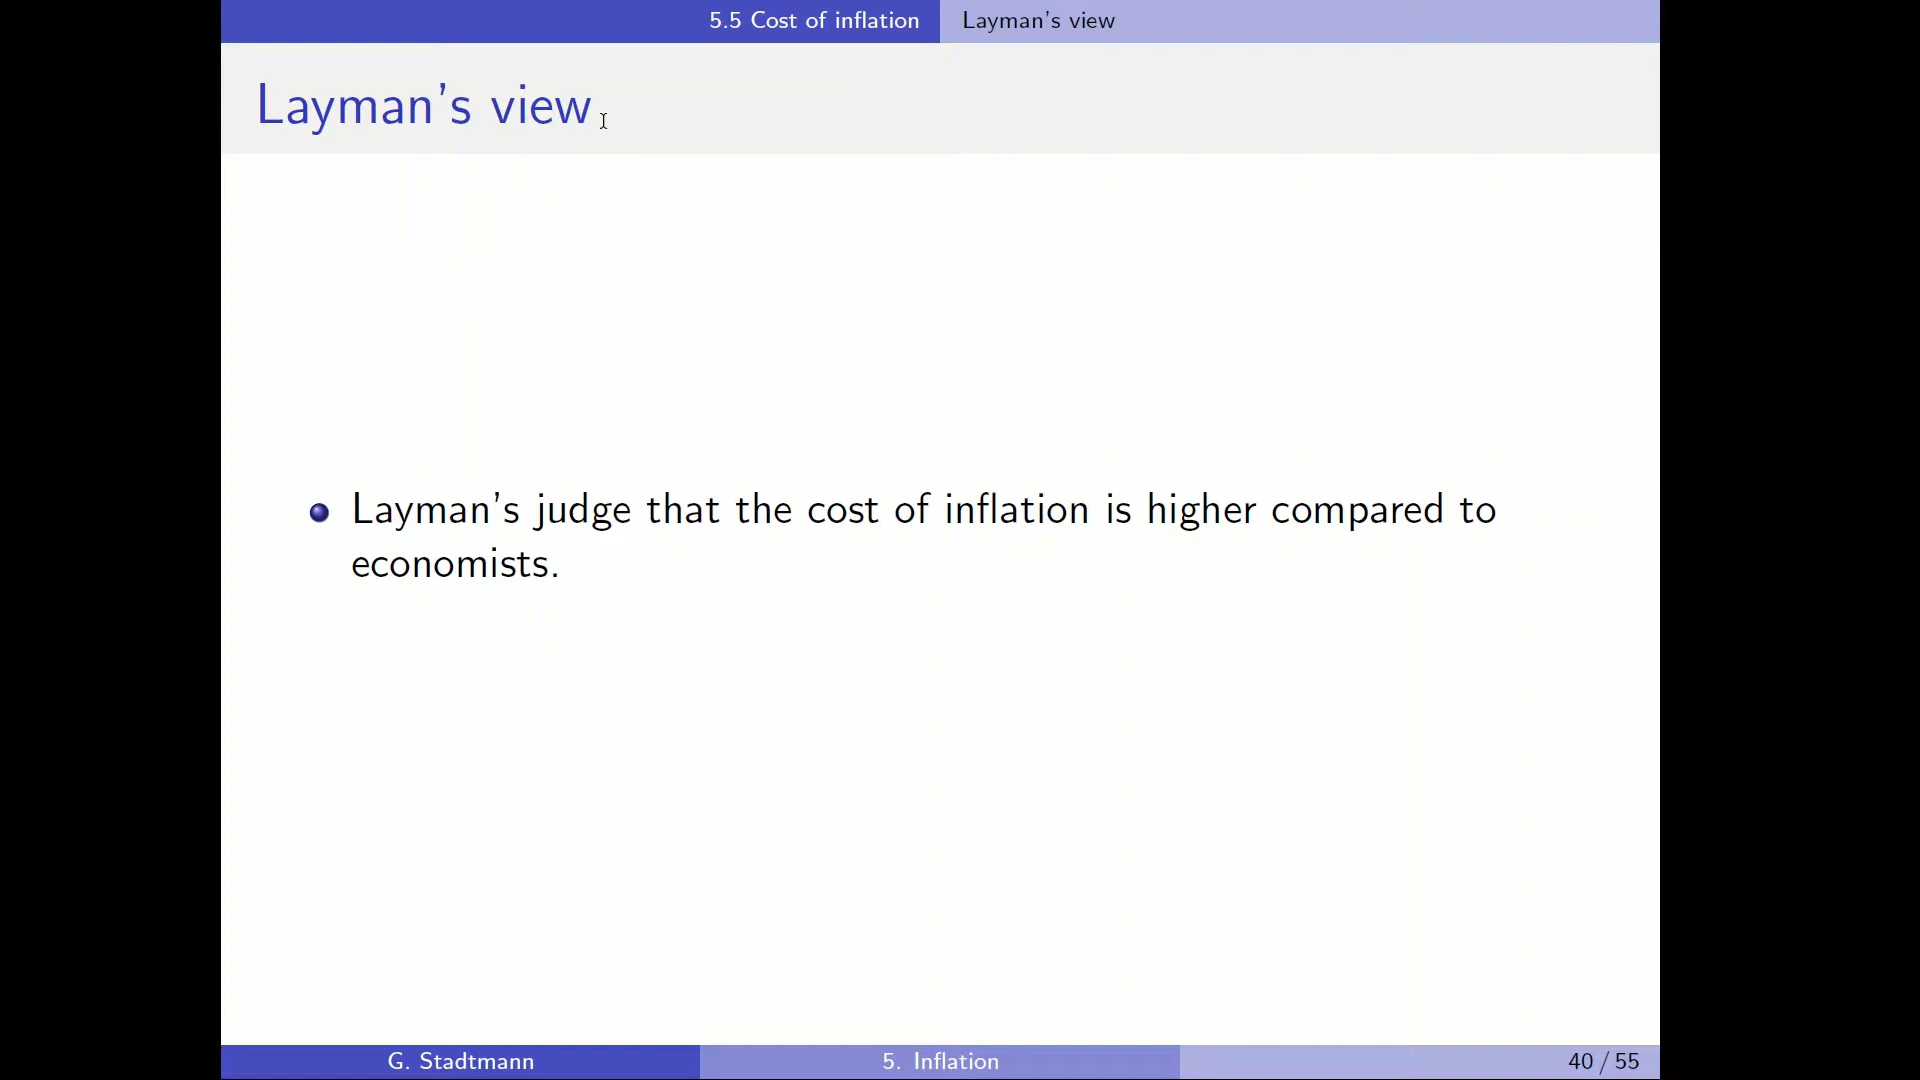 5.5 Cost of inflation Layman's view
Layman's view
Layman's judge that the cost of inflation is higher compared to
economists.
G. Stadtmann 5. Inflation 40 / 55